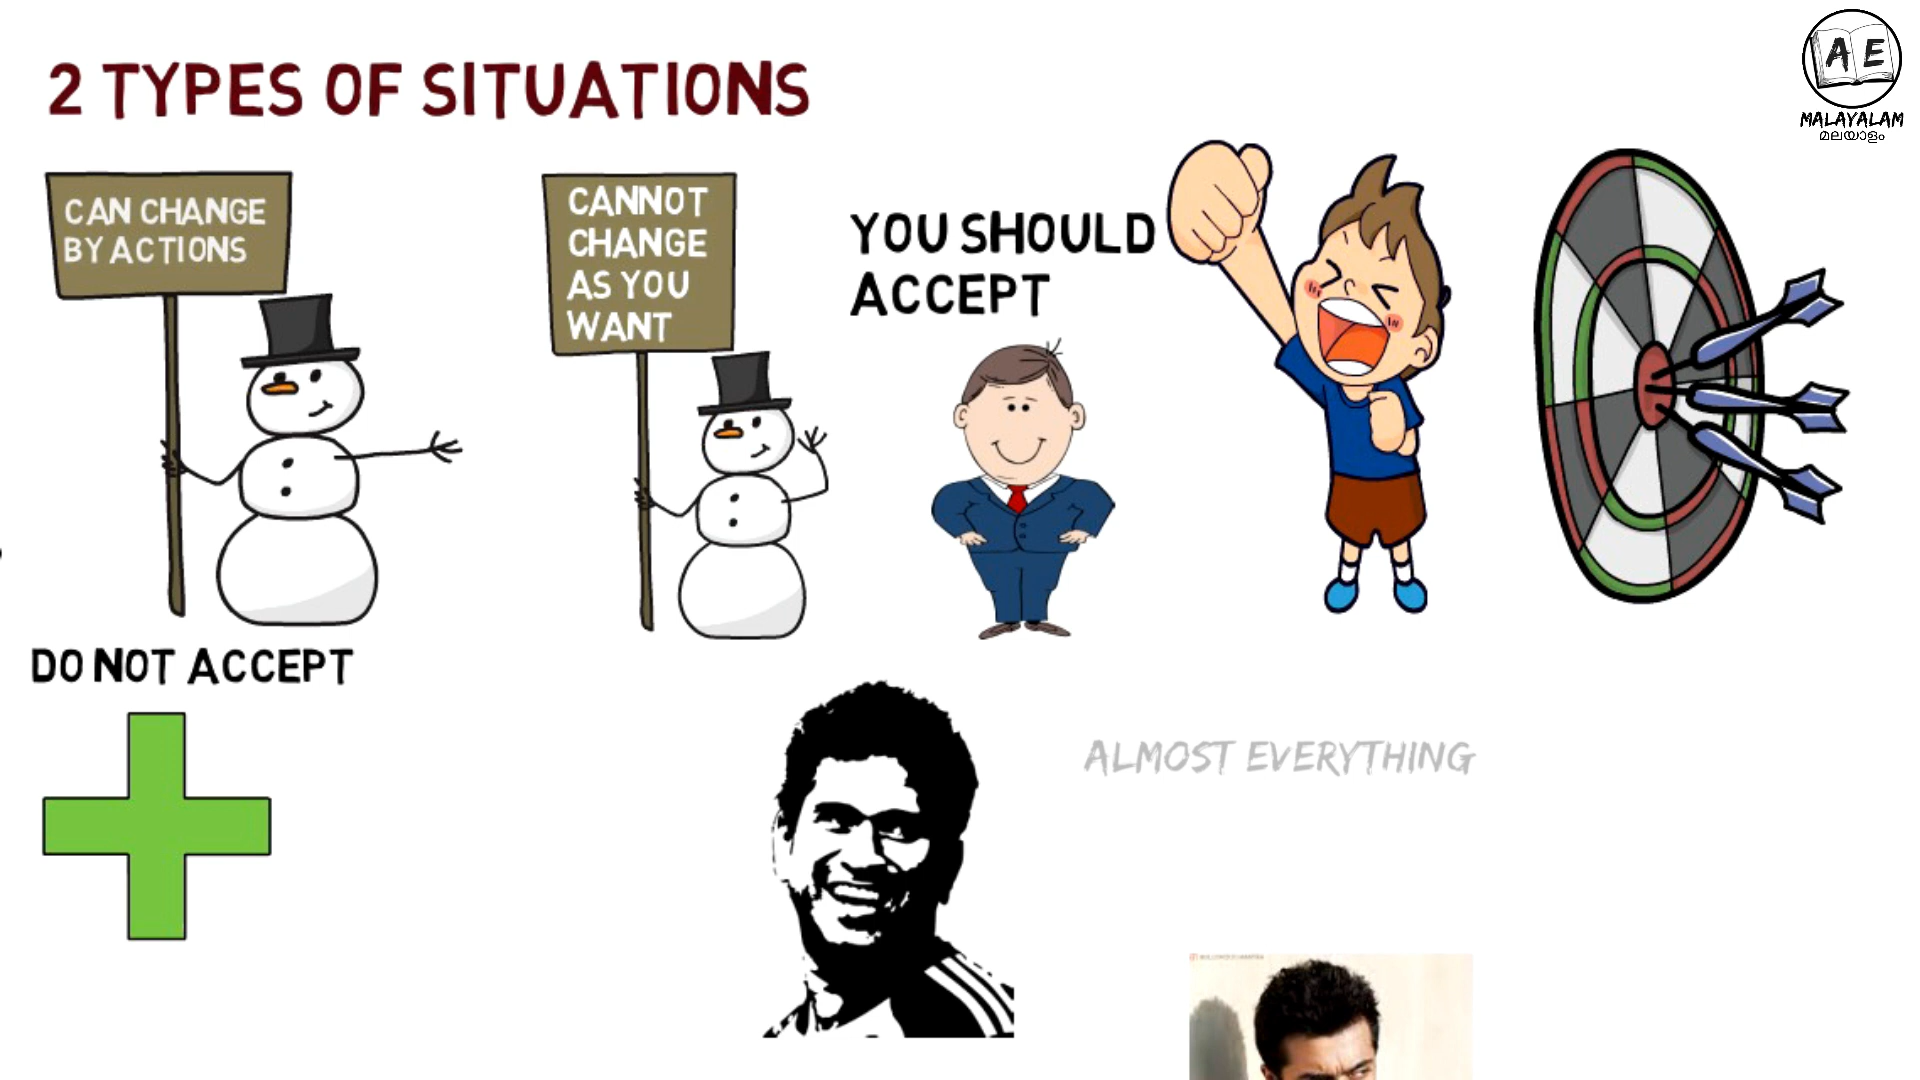 2 TYPES OF SITUATIONS
A E
MALAYALAM
മലയാളം
CAN CHANGE
BY ACTIONS
CANNOT
CHANGE
AS YOU
WANT
YOU SHOULD
ACCEPT
DO NOT ACCEPT
ALMOST EVERYTHING